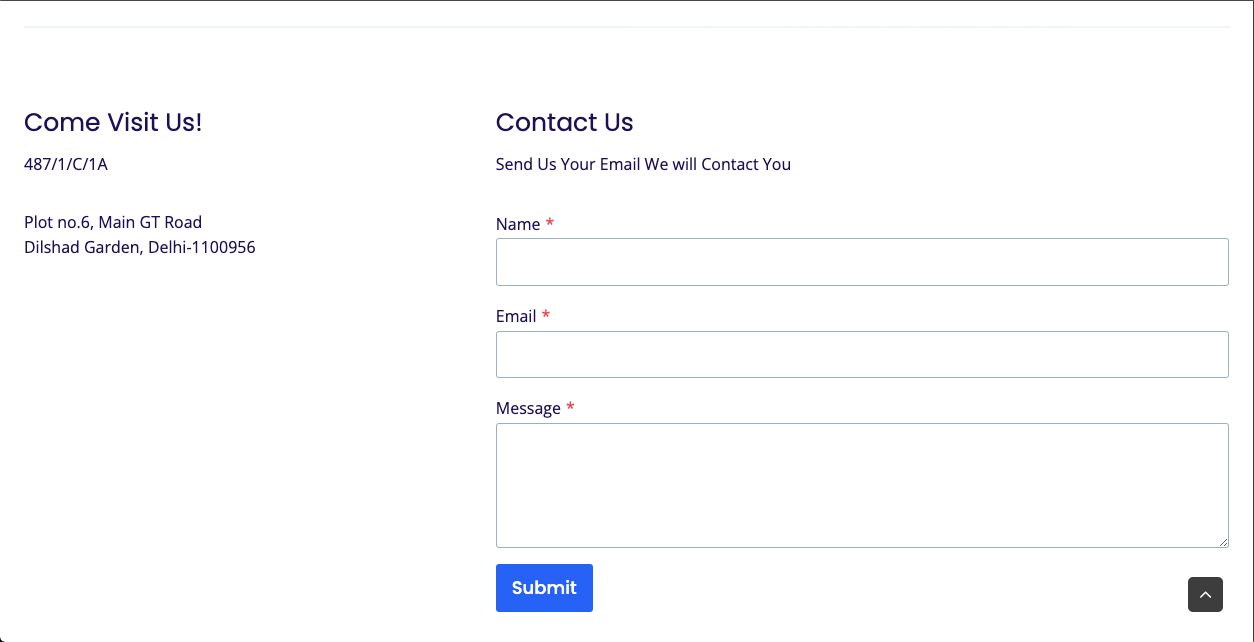 Come Visit Us!
487/1/C/1A
Plot no.6, Main GT Road
Dilshad Garden, Delhi-1100956
Contact Us
Send Us Your Email We will Contact You
Name *
Email *
Message *
Submit